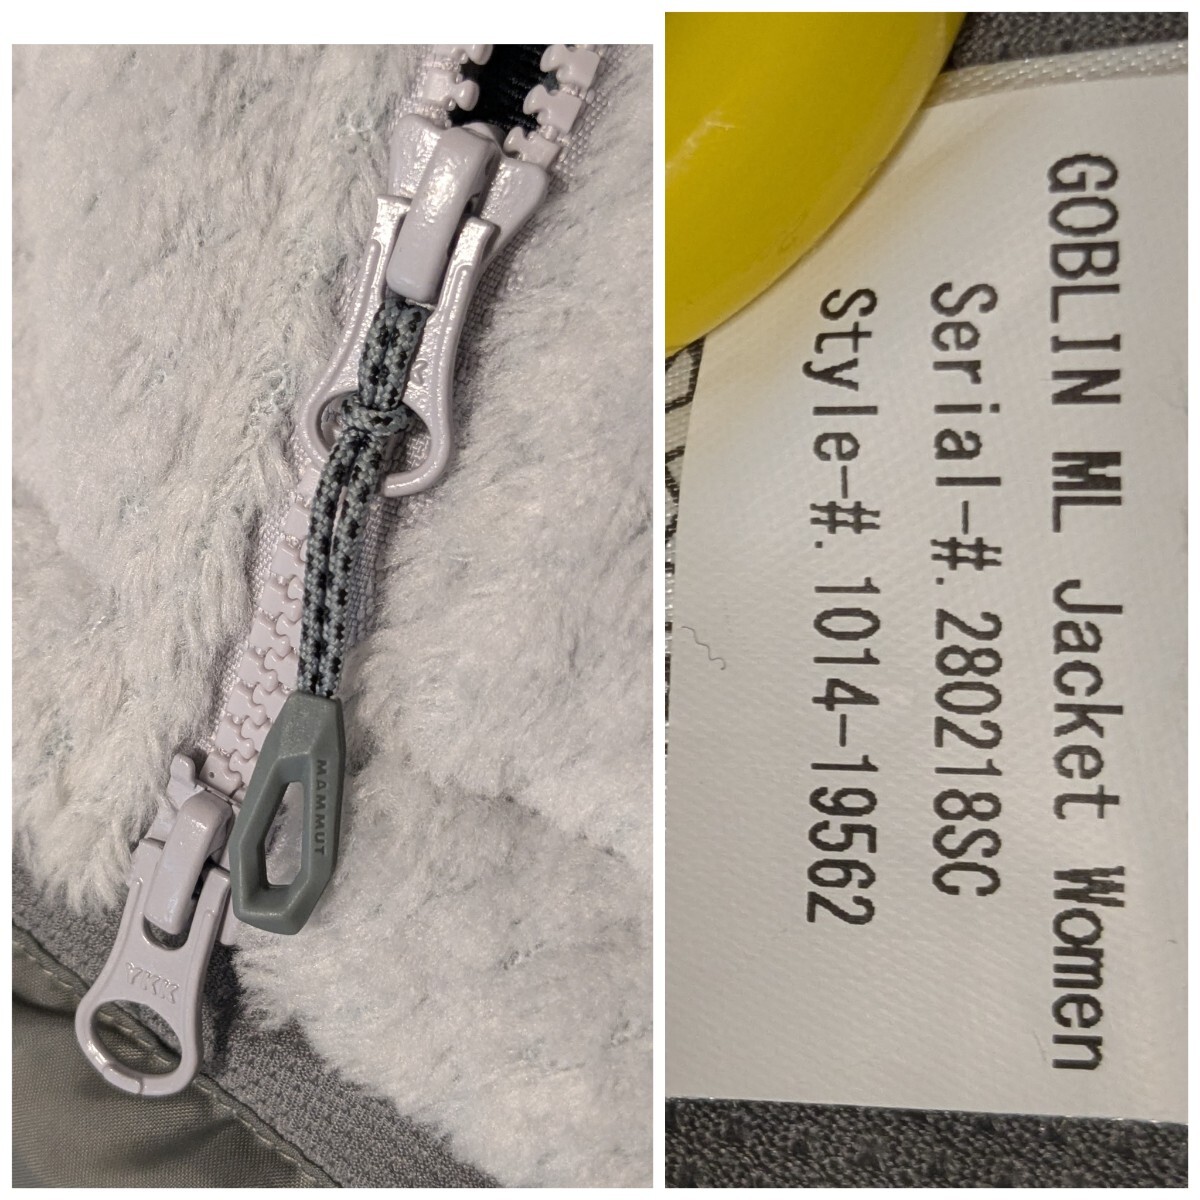 MAMMUT
YKK
GOBLIN ML Jacket Women
Serial-#. 280218SC
Style-#. 1014-19562